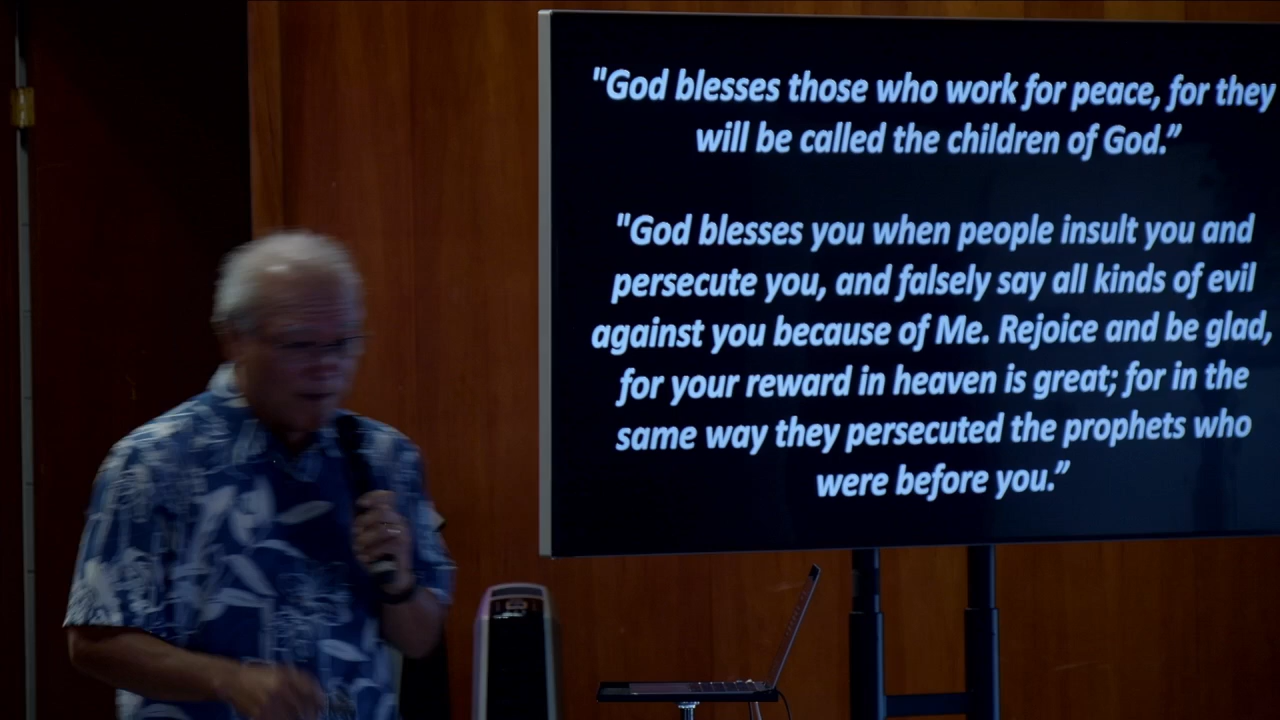 "God blesses those who work for peace, for they
will be called the children of God.”
"God blesses you when people insult you and
persecute you, and falsely say all kinds of evil
against you because of Me. Rejoice and be glad,
for your reward in heaven is great; for in the
same way they persecuted the prophets who
were before you.”